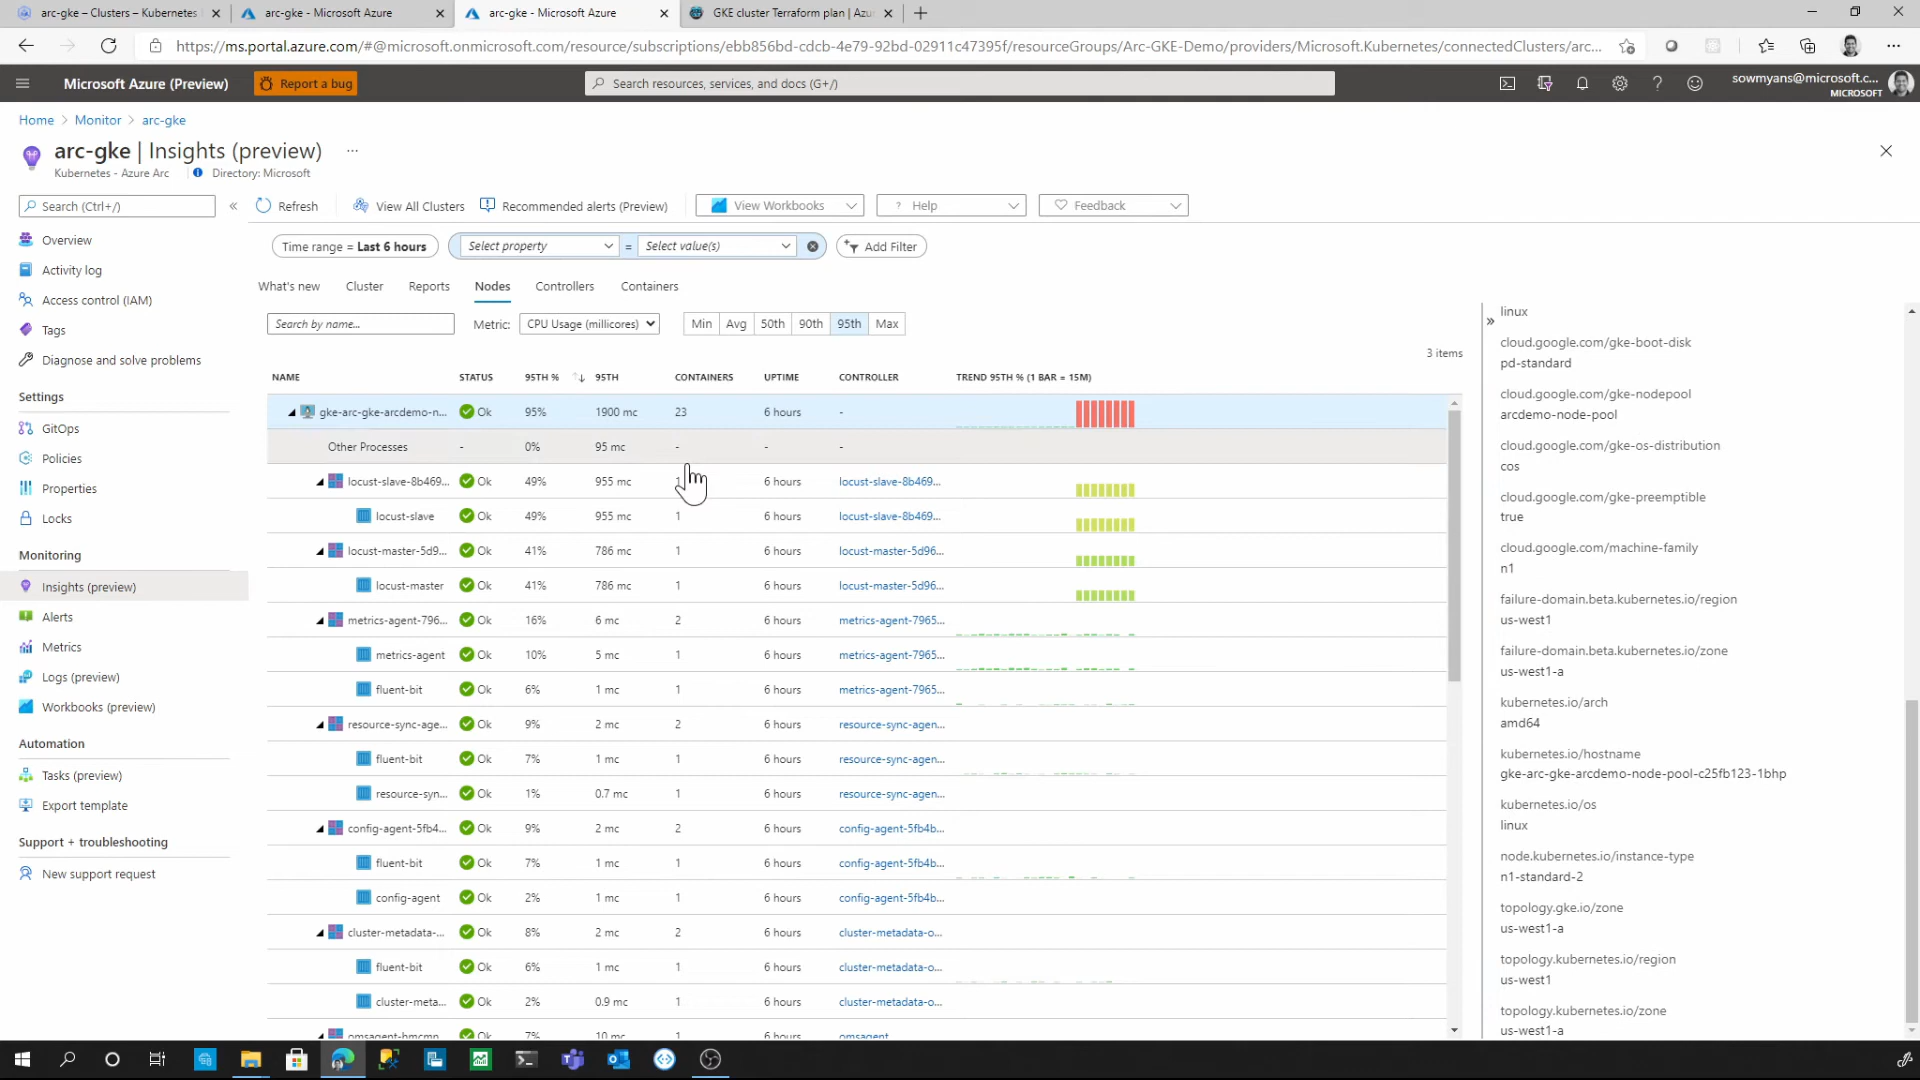 arc-gke – Clusters – Kubernetes
arc-gke - Microsoft Azure
arc-gke - Microsoft Azure
GKE cluster Terraform plan | Azu
https://ms.portal.azure.com/#@microsoft.onmicrosoft.com/resource/subscriptions/ebb856bd-cdcb-4e79-92bd-02911c47395f/resourceGroups/Arc-GKE-Demo/providers/Microsoft.Kubernetes/connectedClusters/arc...
Microsoft Azure (Preview)
Report a bug
Search resources, services, and docs (G+/)
sowmyans@microsoft.c...
MICROSOFT
Home > Monitor > arc-gke
arc-gke | Insights (preview) ...
Kubernetes - Azure Arc
Directory: Microsoft
Search (Ctrl+/)
Refresh
View All Clusters
Recommended alerts (Preview)
View Workbooks
? Help
Feedback
Overview
Activity log
Access control (IAM)
Tags
Diagnose and solve problems
Settings
GitOps
Policies
Properties
Locks
Monitoring
Insights (preview)
Alerts
Metrics
Logs (preview)
Workbooks (preview)
Automation
Tasks (preview)
Export template
Support + troubleshooting
New support request
Time range = Last 6 hours
Select property = Select value(s)
Add Filter
What's new Cluster Reports Nodes Controllers Containers
Search by name...
Metric: CPU Usage (millicores)
Min Avg 50th 90th 95th Max
3 items
NAME STATUS 95TH % 95TH CONTAINERS UPTIME CONTROLLER TREND 95TH % (1 BAR = 15M)
gke-arc-gke-arcdemo-n... Ok 95% 1900 mc 23 6 hours -
Other Processes - 0% 95 mc - - -
locust-slave-8b469... Ok 49% 955 mc 1 6 hours locust-slave-8b469...
locust-slave Ok 49% 955 mc 1 6 hours locust-slave-8b469...
locust-master-5d9... Ok 41% 786 mc 1 6 hours locust-master-5d96...
locust-master Ok 41% 786 mc 1 6 hours locust-master-5d96...
metrics-agent-796... Ok 16% 6 mc 2 6 hours metrics-agent-7965...
metrics-agent Ok 10% 5 mc 1 6 hours metrics-agent-7965...
fluent-bit Ok 6% 1 mc 1 6 hours metrics-agent-7965...
resource-sync-age... Ok 9% 2 mc 2 6 hours resource-sync-agen...
fluent-bit Ok 7% 1 mc 1 6 hours resource-sync-agen...
resource-syn... Ok 1% 0.7 mc 1 6 hours resource-sync-agen...
config-agent-5fb4... Ok 9% 2 mc 2 6 hours config-agent-5fb4b...
fluent-bit Ok 7% 1 mc 1 6 hours config-agent-5fb4b...
config-agent Ok 2% 1 mc 1 6 hours config-agent-5fb4b...
cluster-metadata-... Ok 8% 2 mc 2 6 hours cluster-metadata-o...
fluent-bit Ok 6% 1 mc 1 6 hours cluster-metadata-o...
cluster-meta... Ok 2% 0.9 mc 1 6 hours cluster-metadata-o...
omsagent-bmcmn Ok 7% 10 mc 1 6 hours omsagent
linux
cloud.google.com/gke-boot-disk
pd-standard
cloud.google.com/gke-nodepool
arcdemo-node-pool
cloud.google.com/gke-os-distribution
cos
cloud.google.com/gke-preemptible
true
cloud.google.com/machine-family
n1
failure-domain.beta.kubernetes.io/region
us-west1
failure-domain.beta.kubernetes.io/zone
us-west1-a
kubernetes.io/arch
amd64
kubernetes.io/hostname
gke-arc-gke-arcdemo-node-pool-c25fb123-1bhp
kubernetes.io/os
linux
node.kubernetes.io/instance-type
n1-standard-2
topology.gke.io/zone
us-west1-a
topology.kubernetes.io/region
us-west1
topology.kubernetes.io/zone
us-west1-a